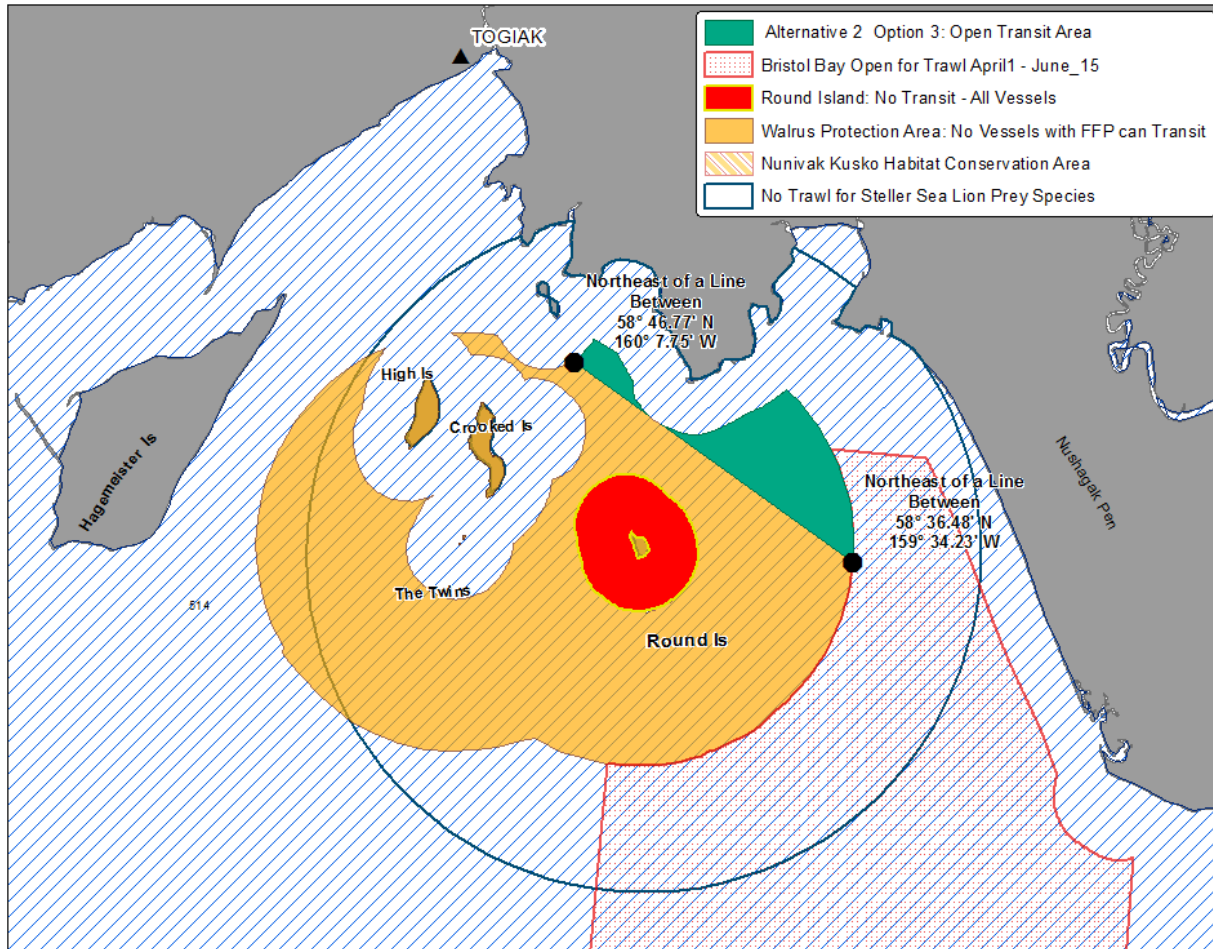 TOGIAK
Alternative 2 Option 3: Open Transit Area
Bristol Bay Open for Trawl April1 - June_15
Round Island: No Transit - All Vessels
Walrus Protection Area: No Vessels with FFP can Transit
Nunivak Kusko Habitat Conservation Area
No Trawl for Steller Sea Lion Prey Species
Northeast of a Line
Between
58° 46.77' N
160° 7.75' W
High Is
Crooked Is
Hagemeister Is
Nushagak Pen
Northeast of a Line
Between
58° 36.48' N
159° 34.23' W
The Twins
514
Round Is